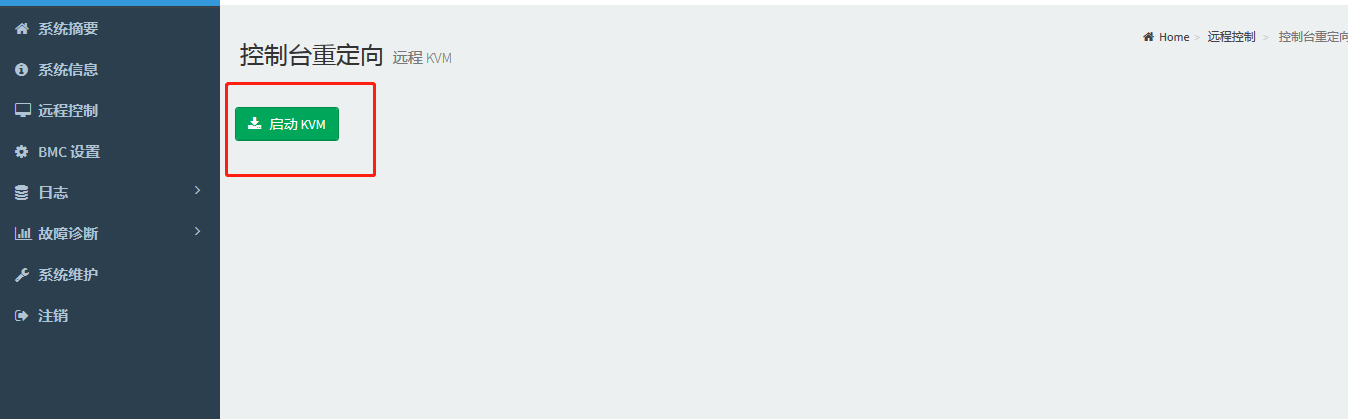 系统摘要
系统信息
远程控制
BMC 设置
日志
故障诊断
系统维护
注销
Home > 远程控制 > 控制台重定向
控制台重定向 远程 KVM
启动 KVM